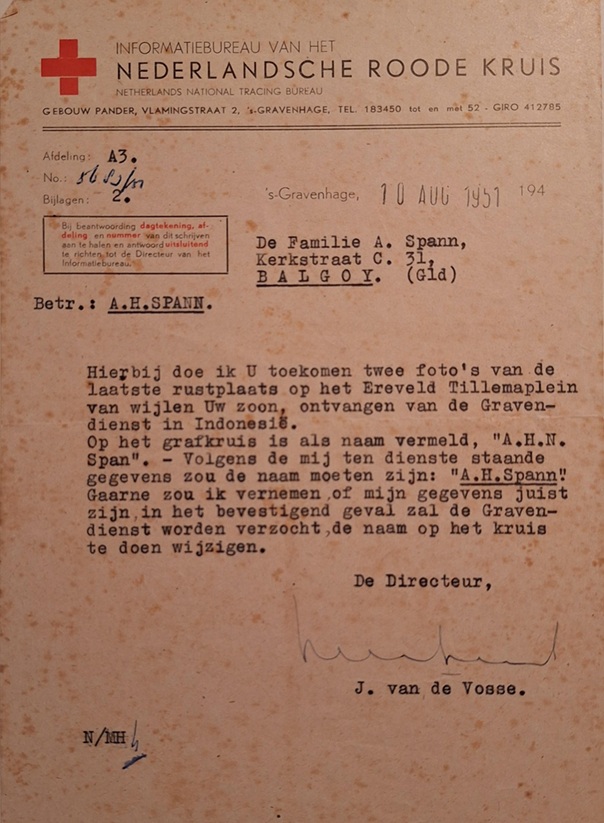 INFORMATIEBUREAU VAN HET
NEDERLANDSCHE ROODE KRUIS
NETHERLANDS NATIONAL TRACING BUREAU
GEBOUW PANDER, VLAMINGSTRAAT 2, 's-GRAVENHAGE, TEL. 183450 tot en met 52 - GIRO 412785
Afdeling: A3.
No.:
Bijlagen: 2.
's-Gravenhage, 10 AUG 1951 194
Bij beantwoording dagtekening, af-
deling en nummer van dit schrijven
aan te halen en antwoord uitsluitend
te richten tot de Directeur van het
Informatiebureau.
De Familie A. Spann,
Kerkstraat C. 31,
BALGOY. (Gld)
Betr.: A.H.SPANN.
Hierbij doe ik U toekomen twee foto's van de
laatste rustplaats op het Ereveld Tillemaplein
van wijlen Uw zoon, ontvangen van de Graven-
dienst in Indonesië.
Op het grafkruis is als naam vermeld, "A.H.N.
Span". - Volgens de mij ten dienste staande
gegevens zou de naam moeten zijn: "A.H.Spann".
Gaarne zou ik vernemen,of mijn gegevens juist
zijn,in het bevestigend geval zal de Graven-
dienst worden verzocht,de naam op het kruis
te doen wijzigen.
De Directeur,
J. van de Vosse.
N/MH